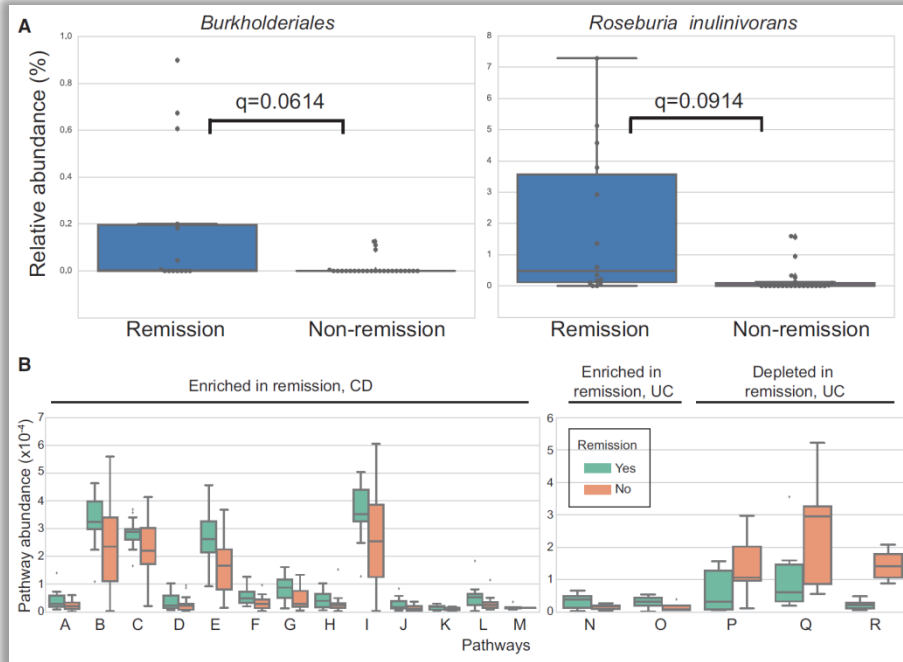 A
Burkholderiales
Roseburia inulinivorans
Relative abundance (%)
1,0
0,8
0,6
0,4
0,2
0,0
q=0.0614
Remission
Non-remission
8
7
6
5
4
3
2
1
0
q=0.0914
Remission
Non-remission
B
Enriched in remission, CD
Enriched in
remission, UC
Depleted in
remission, UC
Pathway abundance (x10⁻⁴)
7
6
5
4
3
2
1
0
A B C D E F G H I J K L M
Pathways
6
5
4
3
2
1
0
Remission
Yes
No
N O P Q R